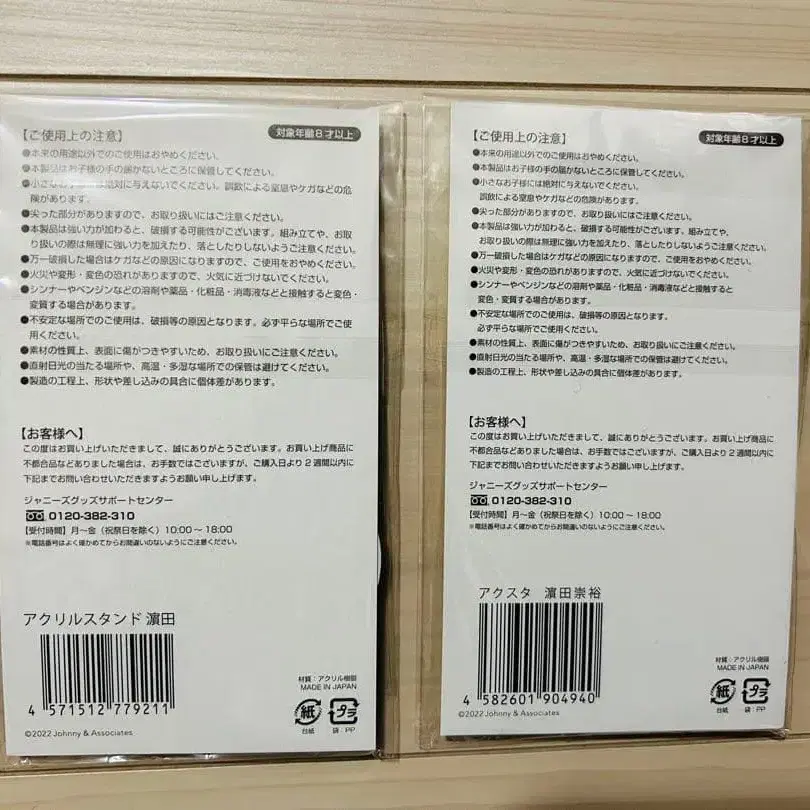 【ご使用上の注意】
対象年齢8才以上
●本来の用途以外でのご使用はおやめください。
●本製品はお子様の手の届かないところに保管してください。
●小さなお子様には絶対に与えないでください。誤飲による窒息やケガなどの危
険があります。
●尖った部分がありますので、お取り扱いにはご注意ください。
●本製品は強い力が加わると、破損する可能性がございます。組み立てや、お取
り扱いの際は無理に強い力を加えたり、落としたりしないようご注意ください。
●万一破損した場合はケガなどの原因になりますので、ご使用をおやめください。
●火災や変形・変色の恐れがありますので、火気に近づけないでください。
●シンナーやベンジンなどの溶剤や薬品・化粧品・消毒液などと接触すると変色・
変質する場合があります。
●不安定な場所でのご使用は、破損等の原因となります。必ず平らな場所でご使
用ください。
●素材の性質上、表面に傷がつきやすいため、お取り扱いにご注意ください。
●直射日光の当たる場所や、高温・多湿な場所での保管は避けてください。
●製造の工程上、形状や差し込みの具合に個体差があります。
【お客様へ】
この度はお買い上げいただきまして、誠にありがとうございます。お買い上げ商品に
不都合品などありました場合は、お手数ではございますが、ご購入日より2週間以内に
下記までお問い合わせいただきますようお願い申し上げます。
ジャニーズグッズサポートセンター
0120-382-310
【受付時間】月〜金(祝祭日を除く)10:00〜18:00
※電話番号はよく確かめてからお間違いのないようにご注意ください。
アクリルスタンド 濵田
4 571512 779211
材質:アクリル樹脂
MADE IN JAPAN
紙
台紙
プラ
袋:PP
©2022 Johnny & Associates
【ご使用上の注意】
対象年齢8才以上
●本来の用途以外でのご使用はおやめください。
●本製品はお子様の手の届かないところに保管してください。
●小さなお子様には絶対に与えないでください。
誤飲による窒息やケガなどの危険があります。
●尖った部分がありますので、お取り扱いにはご注意ください。
●本製品は強い力が加わると、破損する可能性がございます。組み立てや、
お取り扱いの際は無理に強い力を加えたり、落としたりしないようご注意ください。
●万一破損した場合はケガなどの原因になりますので、ご使用をおやめください。
●火災や変形・変色の恐れがありますので、火気に近づけないでください。
●シンナーやベンジンなどの溶剤や薬品・化粧品・消毒液などと接触すると
変色・変質する場合があります。
●不安定な場所でのご使用は、破損等の原因となります。
必ず平らな場所でご使用ください。
●素材の性質上、表面に傷がつきやすいため、お取り扱いにご注意ください。
●直射日光の当たる場所や、高温・多湿な場所での保管は避けてください。
●製造の工程上、形状や差し込みの具合に個体差があります。
【お客様へ】
この度はお買い上げいただきまして、誠にありがとうございます。お買い上げ商品に
不都合品などありました場合は、お手数ではございますが、ご購入日より2週間以内に
下記までお問い合わせいただきますようお願い申し上げます。
ジャニーズグッズサポートセンター
0120-382-310
【受付時間】月〜金(祝祭日を除く)10:00〜18:00
※電話番号はよく確かめてからお間違いのないようにご注意ください。
アクスタ 濵田崇裕
4 582601 904940
材質:アクリル樹脂
MADE IN JAPAN
紙
台紙
プラ
袋:PP
©2022 Johnny & Associates